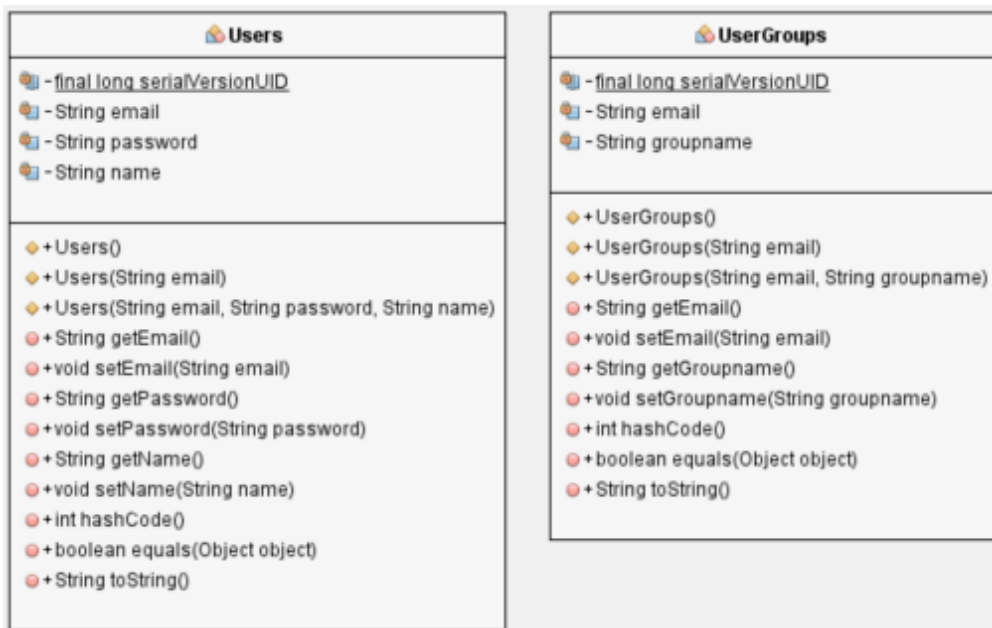 Users
-final long serialVersionUID
-String email
-String password
-String name
+Users()
+Users(String email)
+Users(String email, String password, String name)
+String getEmail()
+void setEmail(String email)
+String getPassword()
+void setPassword(String password)
+String getName()
+void setName(String name)
+int hashCode()
+boolean equals(Object object)
+String toString()
UserGroups
-final long serialVersionUID
-String email
-String groupname
+UserGroups()
+UserGroups(String email)
+UserGroups(String email, String groupname)
+String getEmail()
+void setEmail(String email)
+String getGroupname()
+void setGroupname(String groupname)
+int hashCode()
+boolean equals(Object object)
+String toString()